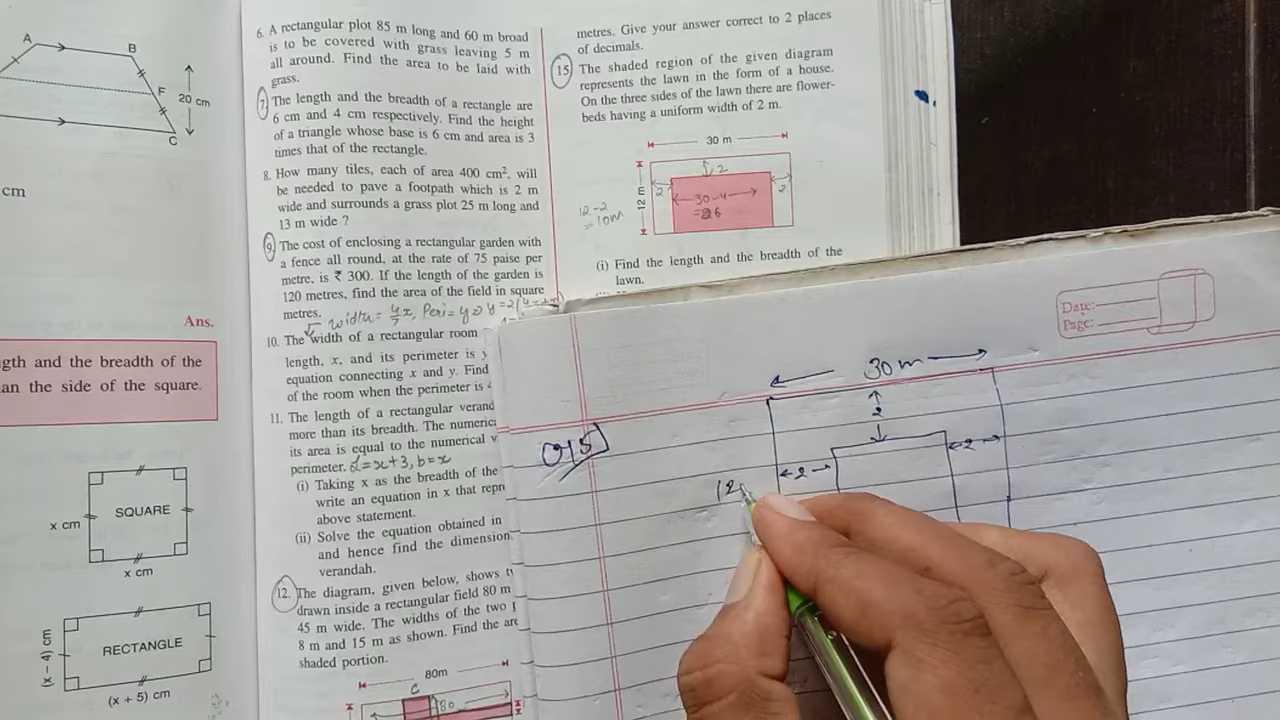 A
B
F
20 cm
C
cm
Ans.
gth and the breadth of the
an the side of the square.
x cm
SQUARE
x cm
(x – 4) cm
RECTANGLE
(x + 5) cm
6. A rectangular plot 85 m long and 60 m broad
is to be covered with grass leaving 5 m
all around. Find the area to be laid with
grass.
7. The length and the breadth of a rectangle are
6 cm and 4 cm respectively. Find the height
of a triangle whose base is 6 cm and area is 3
times that of the rectangle.
8. How many tiles, each of area 400 cm², will
be needed to pave a footpath which is 2 m
wide and surrounds a grass plot 25 m long and
13 m wide ?
9. The cost of enclosing a rectangular garden with
a fence all round, at the rate of 75 paise per
metre, is ₹ 300. If the length of the garden is
120 metres, find the area of the field in square
metres.
width = 4/7 x, Peri = y ⇒ y = 2(
10. The width of a rectangular room
length, x, and its perimeter is y
equation connecting x and y. Find
of the room when the perimeter is
11. The length of a rectangular verand
more than its breadth. The numeric
its area is equal to the numerical v
perimeter. l = x+3, b = x
(i) Taking x as the breadth of the
write an equation in x that repr
above statement.
(ii) Solve the equation obtained in
and hence find the dimension
verandah.
12. The diagram, given below, shows t
drawn inside a rectangular field 80 m
45 m wide. The widths of the two
8 m and 15 m as shown. Find the are
shaded portion.
80m
C
80
metres. Give your answer correct to 2 places
of decimals.
15. The shaded region of the given diagram
represents the lawn in the form of a house.
On the three sides of the lawn there are flower-
beds having a uniform width of 2 m.
30 m
2
12 m
2
2
30-4
=26
12-2
=10m
(i) Find the length and the breadth of the
lawn.
Date:
Page:
Q15
30m
2
2
2
12